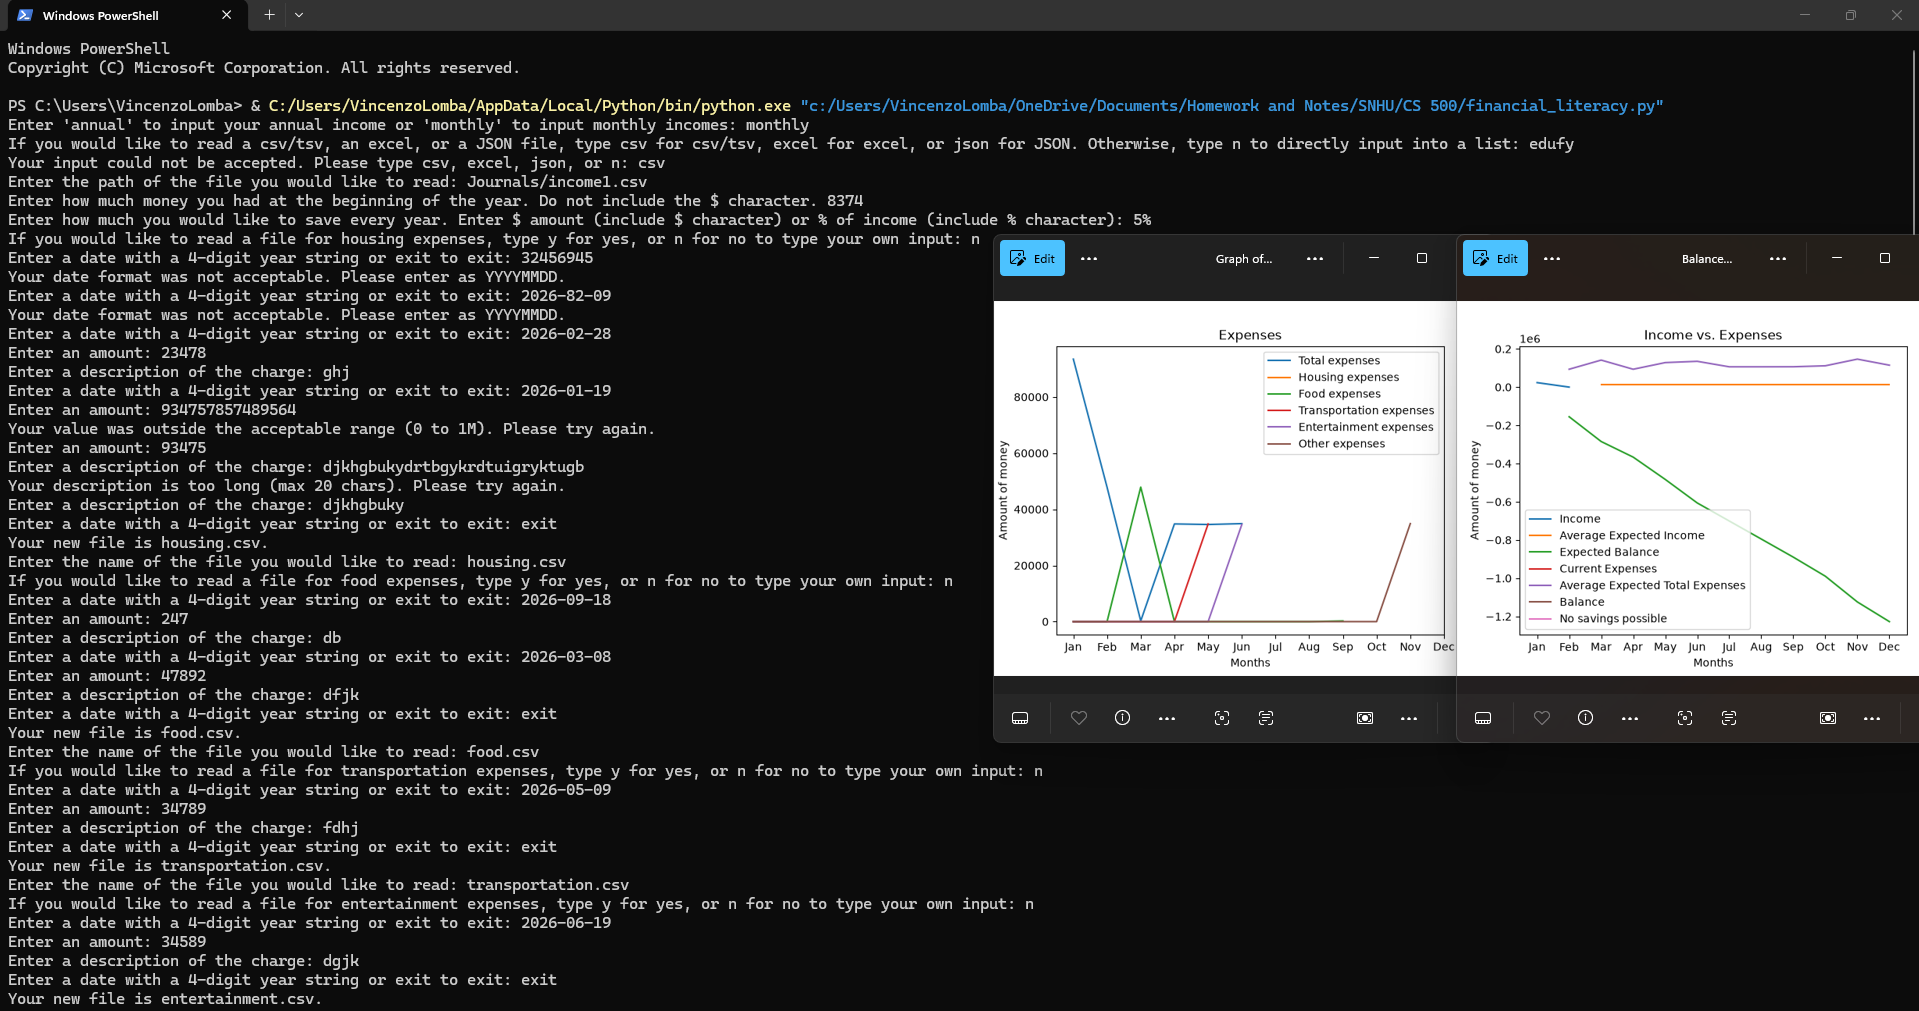 Windows PowerShell
Windows PowerShell
Copyright (C) Microsoft Corporation. All rights reserved.
PS C:\Users\VincenzoLomba> & C:/Users/VincenzoLomba/AppData/Local/Python/bin/python.exe "c:/Users/VincenzoLomba/OneDrive/Documents/Homework and Notes/SNHU/CS 500/financial_literacy.py"
Enter 'annual' to input your annual income or 'monthly' to input monthly incomes: monthly
If you would like to read a csv/tsv, an excel, or a JSON file, type csv for csv/tsv, excel for excel, or json for JSON. Otherwise, type n to directly input into a list: edufy
Your input could not be accepted. Please type csv, excel, json, or n: csv
Enter the path of the file you would like to read: Journals/income1.csv
Enter how much money you had at the beginning of the year. Do not include the $ character. 8374
Enter how much you would like to save every year. Enter $ amount (include $ character) or % of income (include % character): 5%
If you would like to read a file for housing expenses, type y for yes, or n for no to type your own input: n
Enter a date with a 4-digit year string or exit to exit: 32456945
Your date format was not acceptable. Please enter as YYYYMMDD.
Enter a date with a 4-digit year string or exit to exit: 2026-82-09
Your date format was not acceptable. Please enter as YYYYMMDD.
Enter a date with a 4-digit year string or exit to exit: 2026-02-28
Enter an amount: 23478
Enter a description of the charge: ghj
Enter a date with a 4-digit year string or exit to exit: 2026-01-19
Enter an amount: 934757857489564
Your value was outside the acceptable range (0 to 1M). Please try again.
Enter an amount: 93475
Enter a description of the charge: djkhgbukydrtbgykrdtuigryktugb
Your description is too long (max 20 chars). Please try again.
Enter a description of the charge: djkhgbuky
Enter a date with a 4-digit year string or exit to exit: exit
Your new file is housing.csv.
Enter the name of the file you would like to read: housing.csv
If you would like to read a file for food expenses, type y for yes, or n for no to type your own input: n
Enter a date with a 4-digit year string or exit to exit: 2026-09-18
Enter an amount: 247
Enter a description of the charge: db
Enter a date with a 4-digit year string or exit to exit: 2026-03-08
Enter an amount: 47892
Enter a description of the charge: dfjk
Enter a date with a 4-digit year string or exit to exit: exit
Your new file is food.csv.
Enter the name of the file you would like to read: food.csv
If you would like to read a file for transportation expenses, type y for yes, or n for no to type your own input: n
Enter a date with a 4-digit year string or exit to exit: 2026-05-09
Enter an amount: 34789
Enter a description of the charge: fdhj
Enter a date with a 4-digit year string or exit to exit: exit
Your new file is transportation.csv.
Enter the name of the file you would like to read: transportation.csv
If you would like to read a file for entertainment expenses, type y for yes, or n for no to type your own input: n
Enter a date with a 4-digit year string or exit to exit: 2026-06-19
Enter an amount: 34589
Enter a description of the charge: dgjk
Enter a date with a 4-digit year string or exit to exit: exit
Your new file is entertainment.csv.
Edit
Graph of...
Expenses
Total expenses
Housing expenses
Food expenses
Transportation expenses
Entertainment expenses
Other expenses
80000
60000
40000
20000
0
Amount of money
Jan Feb Mar Apr May Jun Jul Aug Sep Oct Nov Dec
Months
Edit
Balance...
Income vs. Expenses
1e6
0.2
0.0
−0.2
−0.4
−0.6
−0.8
−1.0
−1.2
Amount of money
Income
Average Expected Income
Expected Balance
Current Expenses
Average Expected Total Expenses
Balance
No savings possible
Jan Feb Mar Apr May Jun Jul Aug Sep Oct Nov Dec
Months